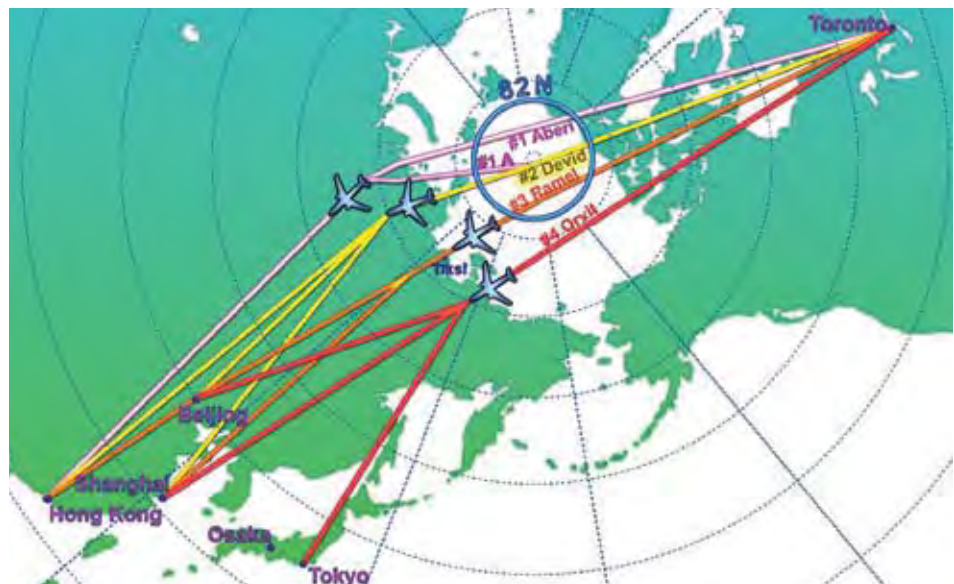 Toronto
82 N
#1 Aberi
#1 A
#2 Devid
#3 Ramel
#4 Orvit
Tiksi
Beijing
Shanghai
Hong Kong
Osaka
Tokyo